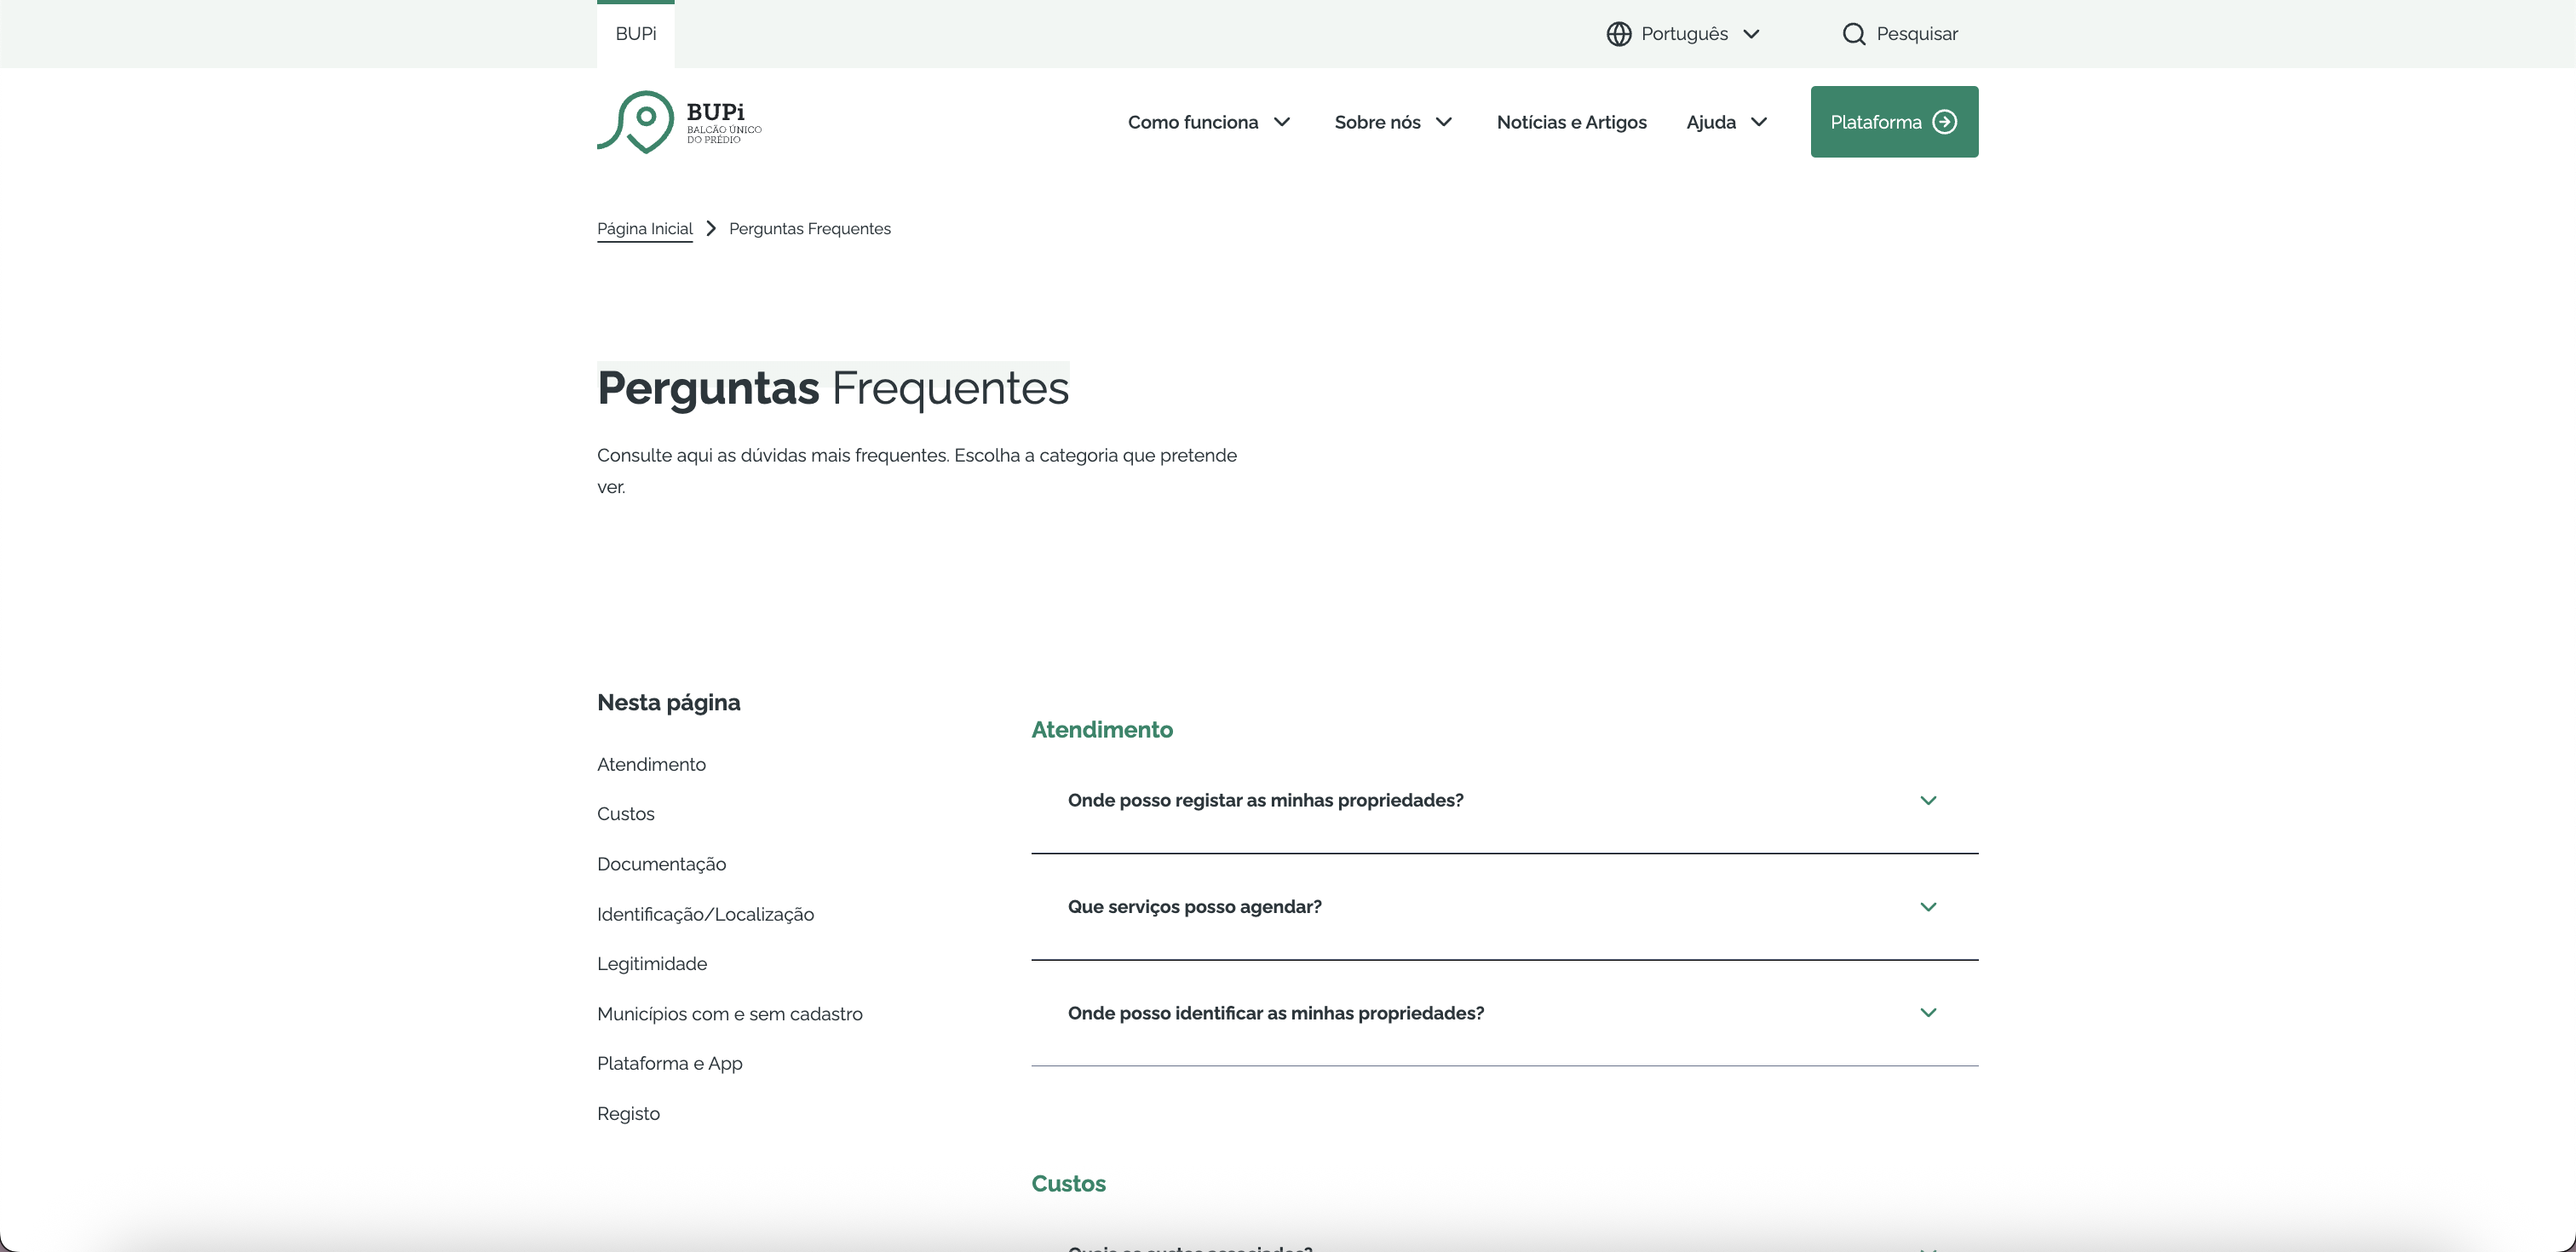 BUPi
Português
Pesquisar
BUPi
BALCÃO ÚNICO
DO PRÉDIO
Como funciona
Sobre nós
Notícias e Artigos
Ajuda
Plataforma
Página Inicial
Perguntas Frequentes
Perguntas Frequentes
Consulte aqui as dúvidas mais frequentes. Escolha a categoria que pretende
ver.
Nesta página
Atendimento
Custos
Documentação
Identificação/Localização
Legitimidade
Municípios com e sem cadastro
Plataforma e App
Registo
Atendimento
Onde posso registar as minhas propriedades?
Que serviços posso agendar?
Onde posso identificar as minhas propriedades?
Custos